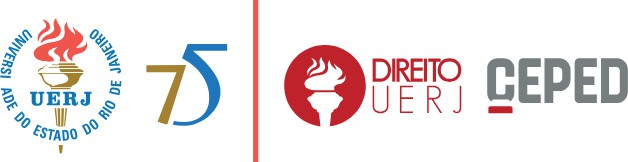 UNIVERSI ADE DO ESTADO DO RIO DE JANEIRO
UERJ
75
DIREITO
UERJ
CEPED